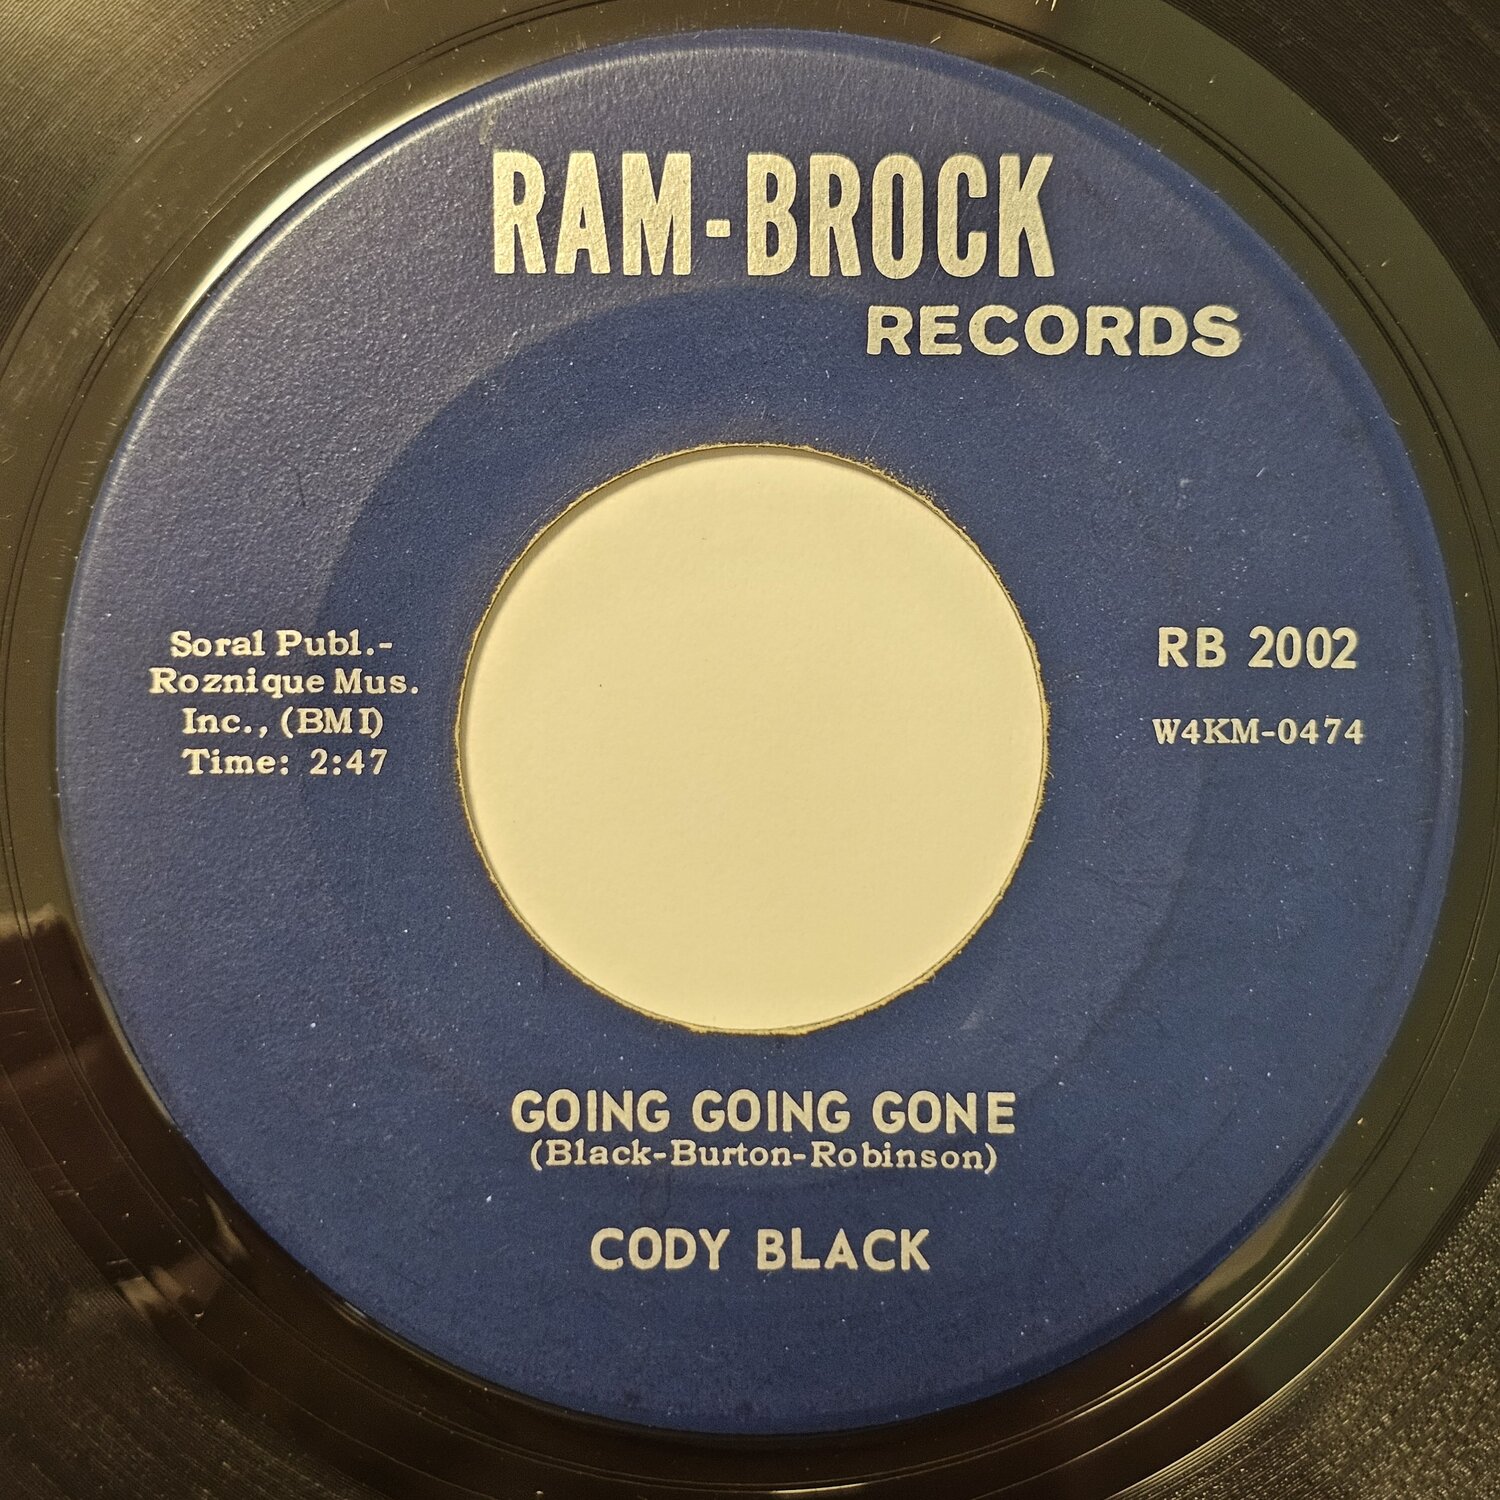 RAM-BROCK
RECORDS
Soral Publ.-
Roznique Mus.
Inc., (BMI)
Time: 2:47
RB 2002
W4KM-0474
GOING GOING GONE
(Black-Burton-Robinson)
CODY BLACK